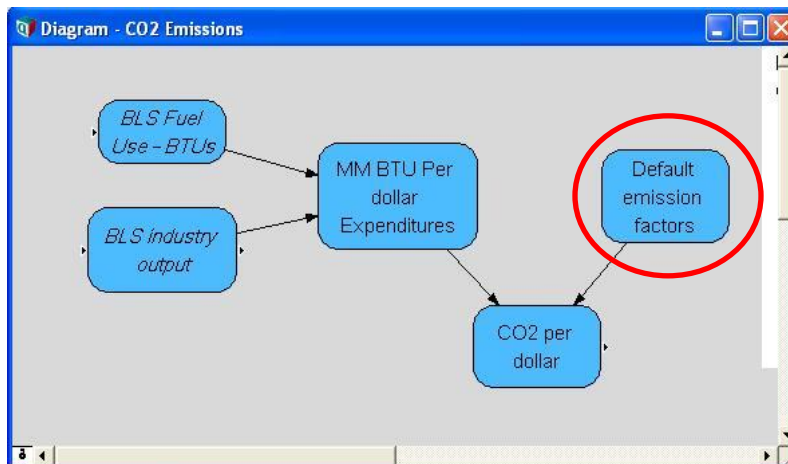 Diagram - CO2 Emissions
BLS Fuel
Use – BTUs
MM BTU Per
dollar
Expenditures
Default
emission
factors
BLS industry
output
CO2 per
dollar